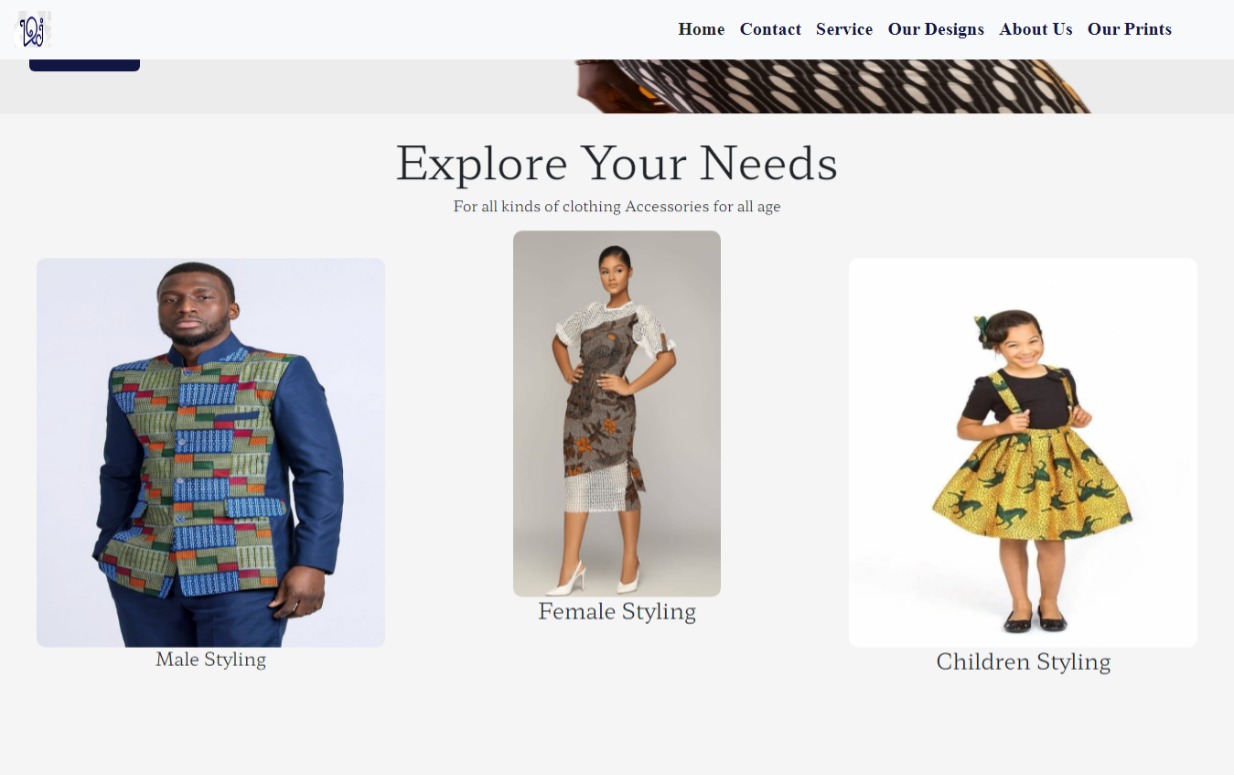 Home Contact Service Our Designs About Us Our Prints
Explore Your Needs
For all kinds of clothing Accessories for all age
Male Styling
Female Styling
Children Styling